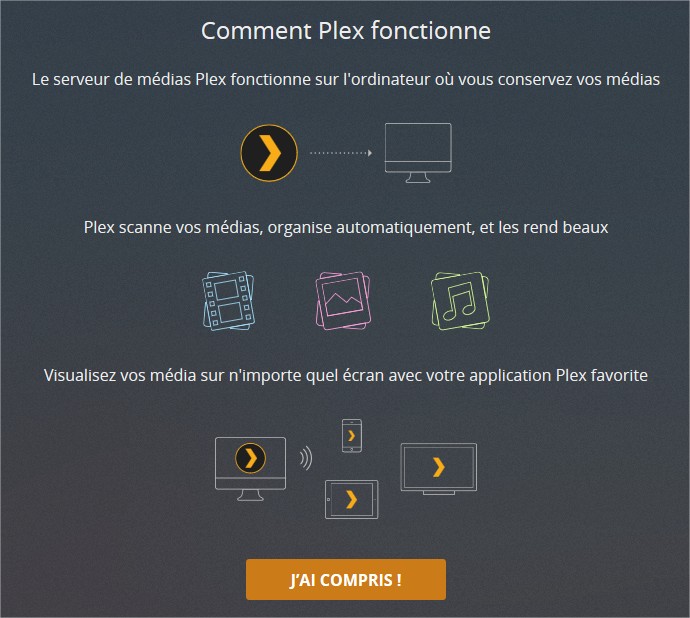 Comment Plex fonctionne
Le serveur de médias Plex fonctionne sur l'ordinateur où vous conservez vos médias
Plex scanne vos médias, organise automatiquement, et les rend beaux
Visualisez vos média sur n'importe quel écran avec votre application Plex favorite
J'AI COMPRIS !